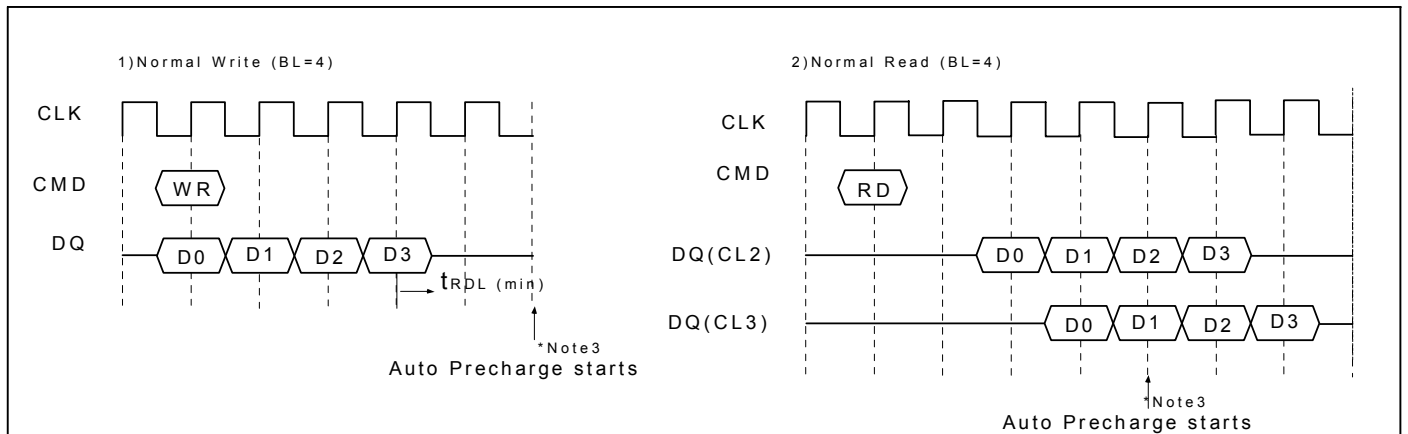 1)Normal Write (BL=4)
CLK
CMD
WR
DQ
D0 D1 D2 D3
tRDL (min)
*Note3
Auto Precharge starts
2)Normal Read (BL=4)
CLK
CMD
RD
DQ(CL2)
D0 D1 D2 D3
DQ(CL3)
D0 D1 D2 D3
*Note3
Auto Precharge starts